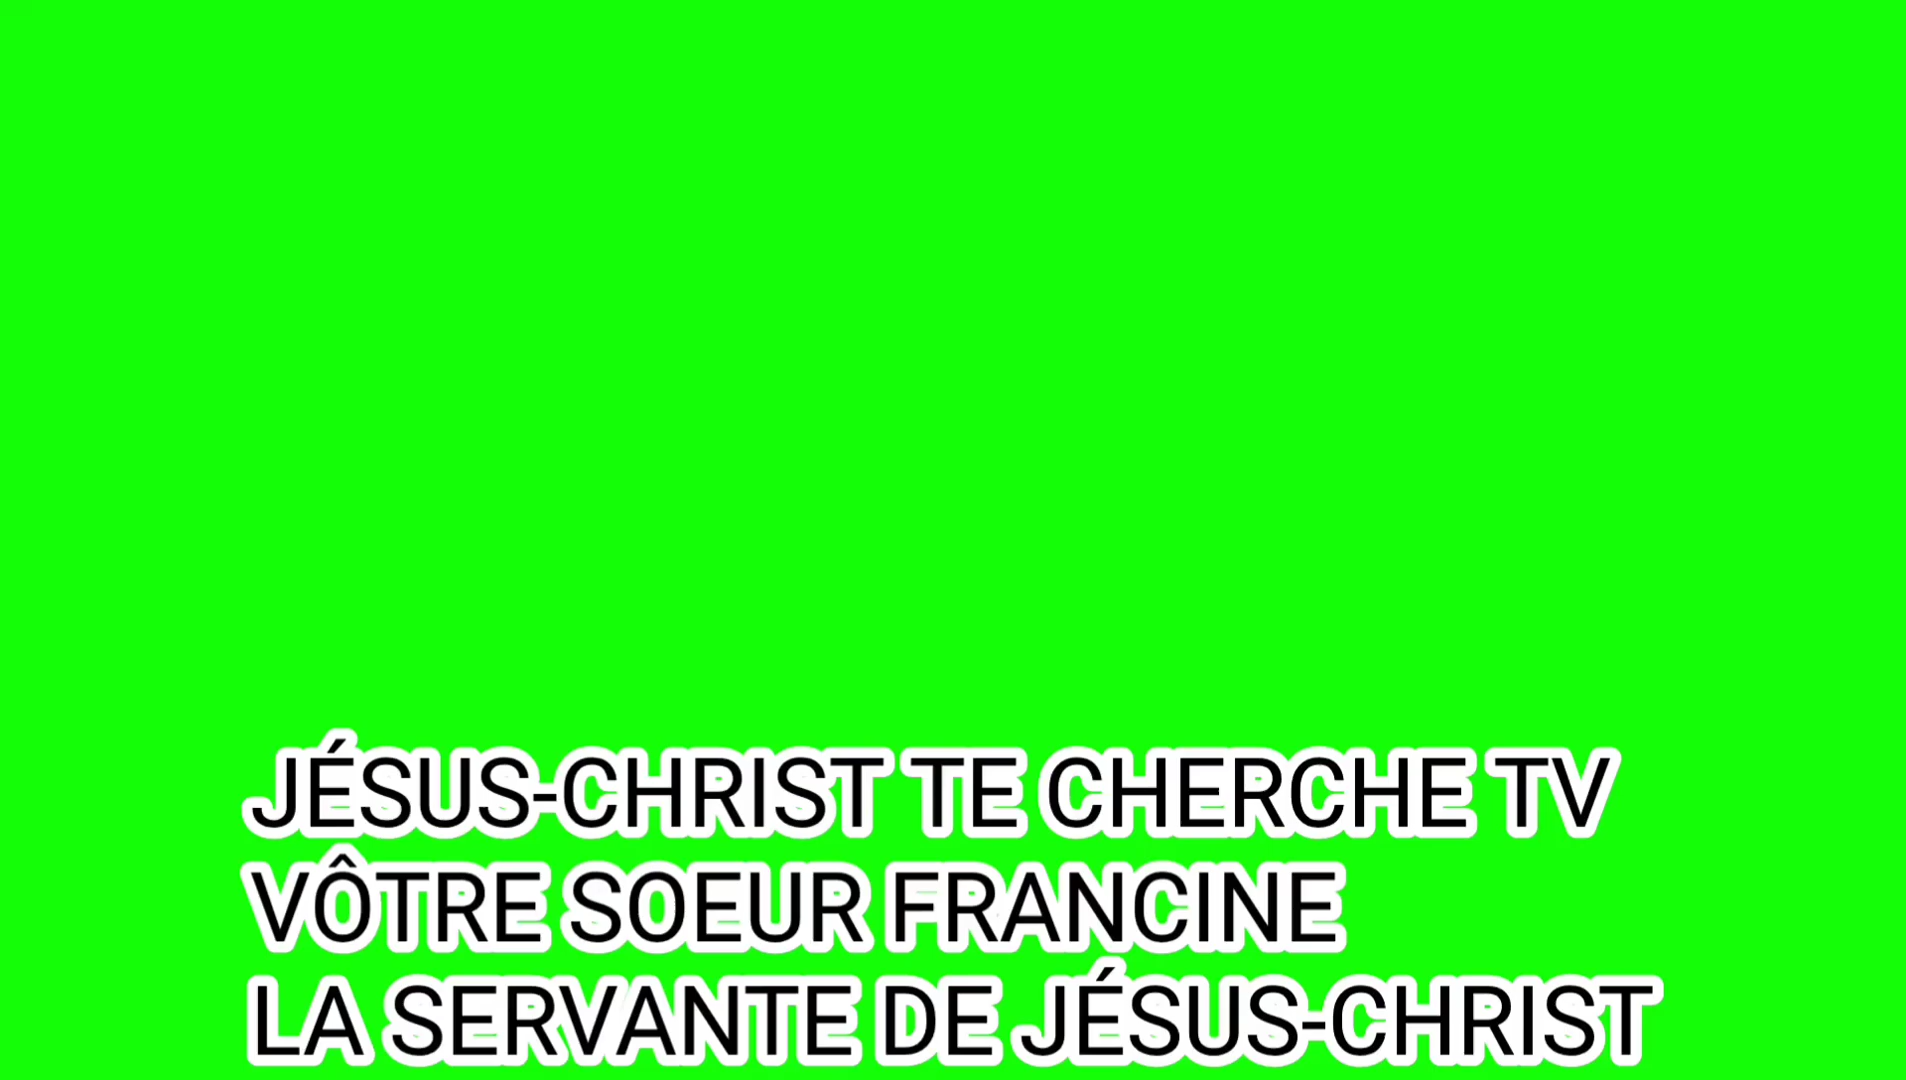 JÉSUS-CHRIST TE CHERCHE TV
VÔTRE SOEUR FRANCINE
LA SERVANTE DE JÉSUS-CHRIST